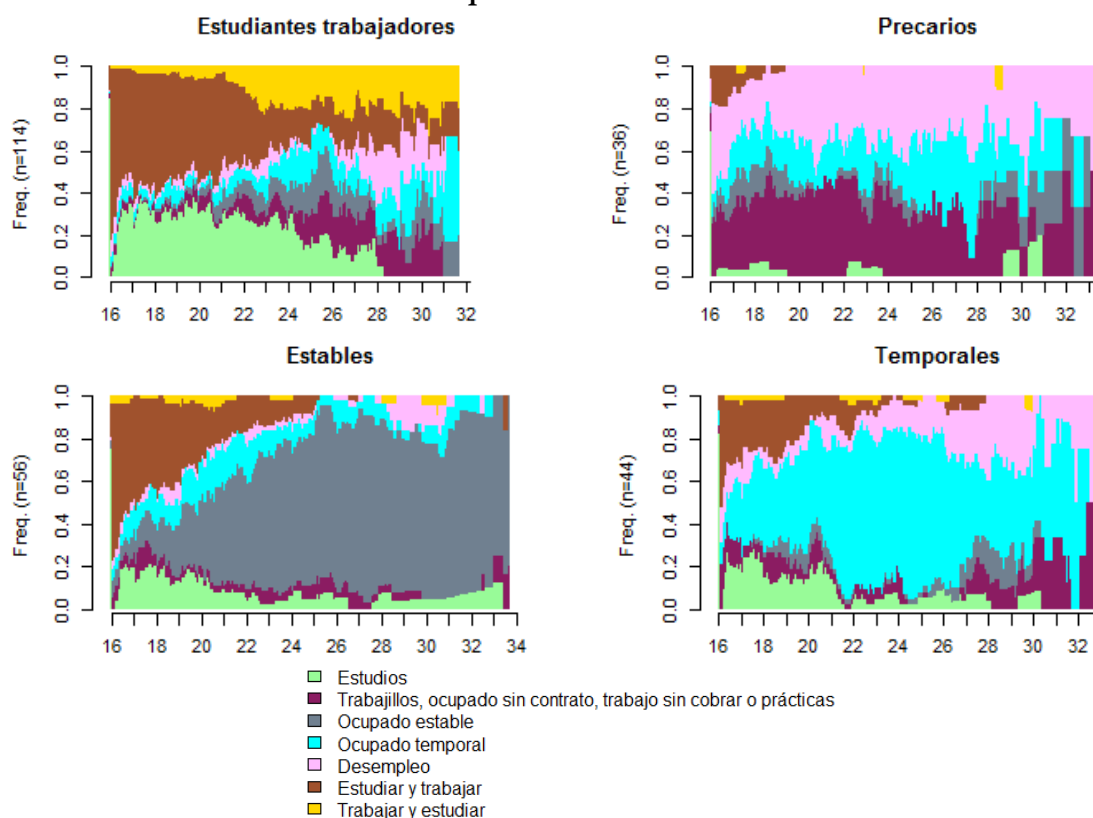 Estudiantes trabajadores
Freq. (n=114)
0.0 0.2 0.4 0.6 0.8 1.0
16 18 20 22 24 26 28 30 32
Precarios
Freq. (n=36)
0.0 0.2 0.4 0.6 0.8 1.0
16 18 20 22 24 26 28 30 32
Estables
Freq. (n=56)
0.0 0.2 0.4 0.6 0.8 1.0
16 18 20 22 24 26 28 30 32 34
Temporales
Freq. (n=44)
0.0 0.2 0.4 0.6 0.8 1.0
16 18 20 22 24 26 28 30 32
Estudios
Trabajillos, ocupado sin contrato, trabajo sin cobrar o prácticas
Ocupado estable
Ocupado temporal
Desempleo
Estudiar y trabajar
Trabajar y estudiar